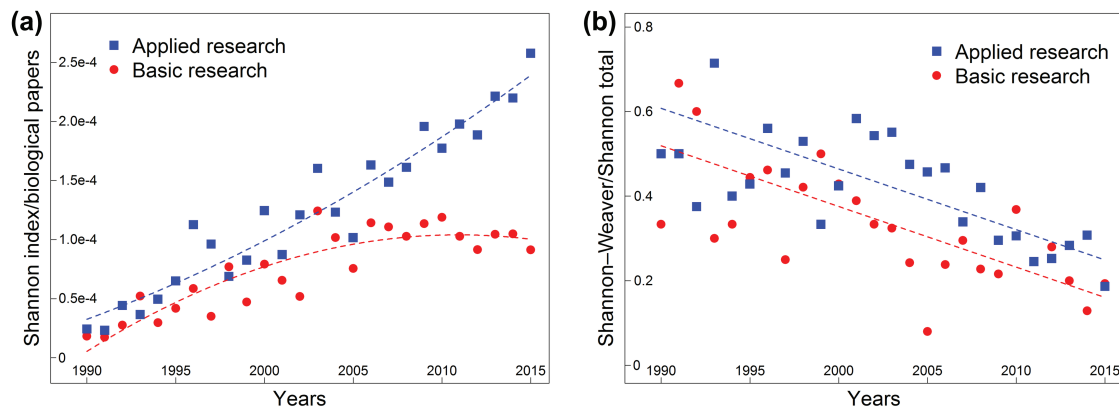 (a)
Shannon index/biological papers
2.5e-4
2.0e-4
1.5e-4
1.0e-4
0.5e-4
0
Applied research
Basic research
1990
1995
2000
2005
2010
2015
Years
(b)
Shannon–Weaver/Shannon total
0.8
0.6
0.4
0.2
0
Applied research
Basic research
1990
1995
2000
2005
2010
2015
Years